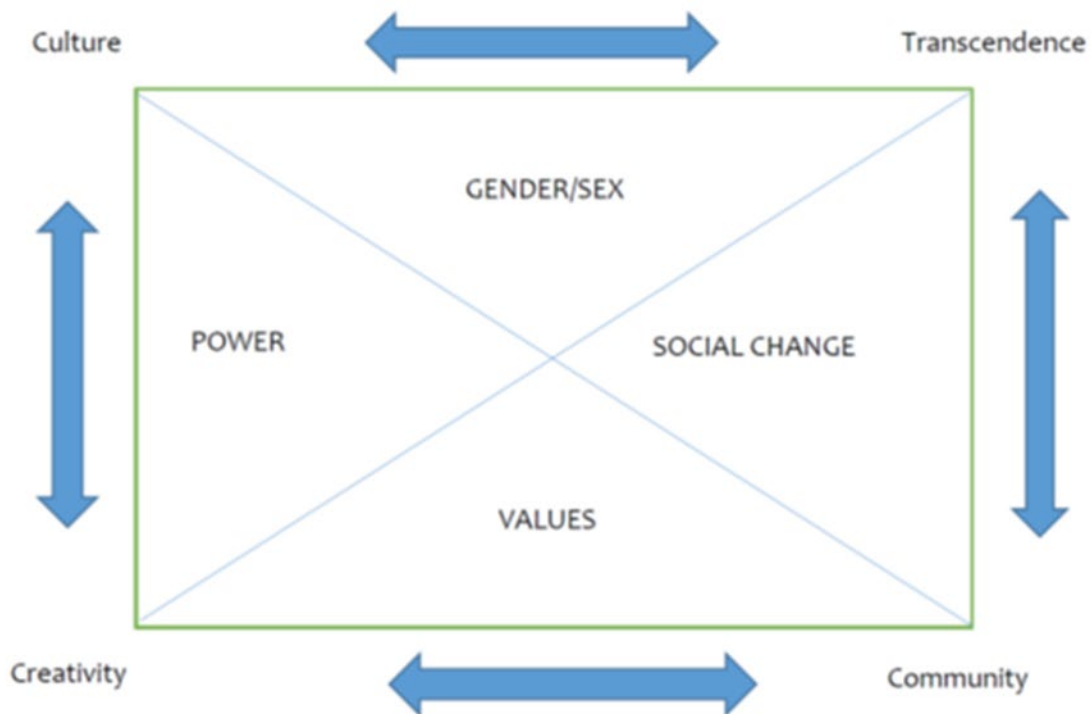 Culture
Transcendence
GENDER/SEX
POWER
SOCIAL CHANGE
VALUES
Creativity
Community